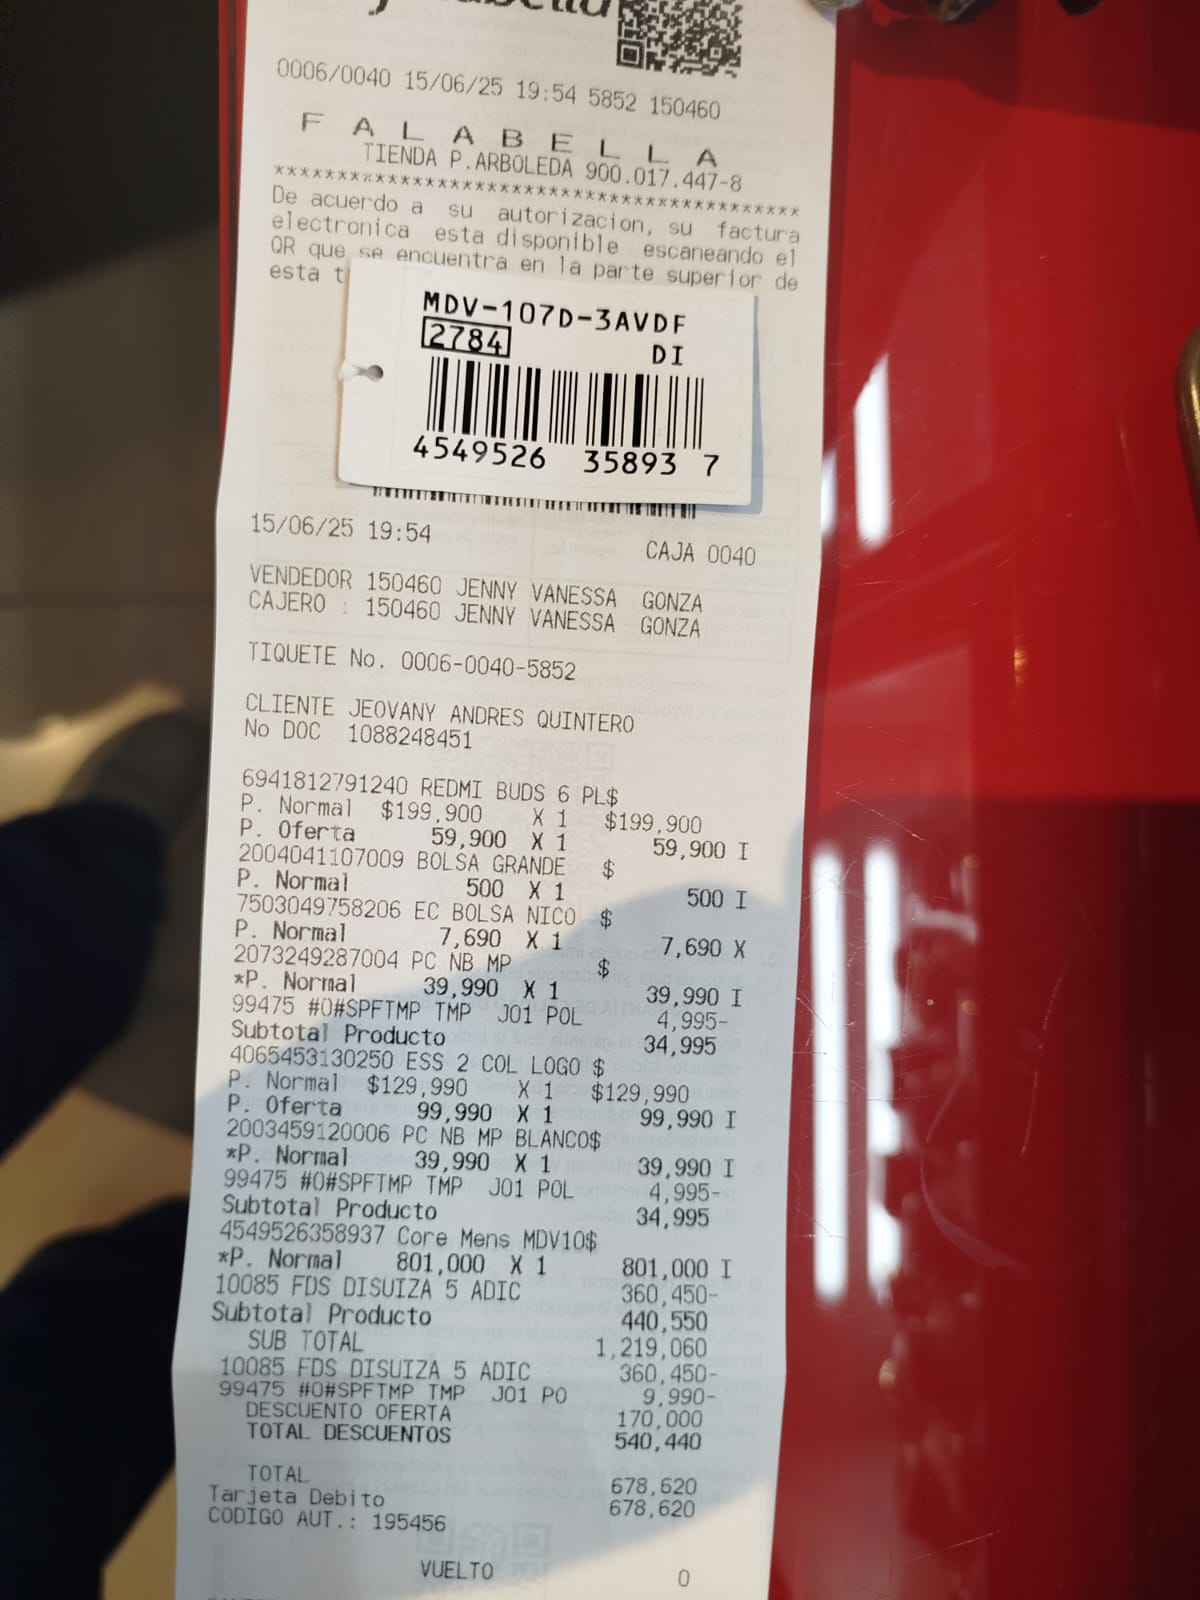 0006/0040 15/06/25 19:54 5852 150460
F A L A B E L L A
TIENDA P.ARBOLEDA 900.017.447-8
****************************************
De acuerdo a su autorizacion, su factura
electronica esta disponible escaneando el
QR que se encuentra en la parte superior de
esta
MDV-107D-3AVDF
2784 DI
4549526 35893 7
15/06/25 19:54 CAJA 0040
VENDEDOR 150460 JENNY VANESSA GONZA
CAJERO : 150460 JENNY VANESSA GONZA
TIQUETE No. 0006-0040-5852
CLIENTE JEOVANY ANDRES QUINTERO
No DOC 1088248451
6941812791240 REDMI BUDS 6 PL$
P. Normal $199,900 X 1 $199,900
P. Oferta 59,900 X 1 59,900 I
2004041107009 BOLSA GRANDE $
P. Normal 500 X 1 500 I
7503049758206 EC BOLSA NICO $
P. Normal 7,690 X 1 7,690 X
2073249287004 PC NB MP $
*P. Normal 39,990 X 1 39,990 I
99475 #0#SPFTMP TMP J01 POL 4,995-
Subtotal Producto 34,995
4065453130250 ESS 2 COL LOGO $
P. Normal $129,990 X 1 $129,990
P. Oferta 99,990 X 1 99,990 I
2003459120006 PC NB MP BLANCO$
*P. Normal 39,990 X 1 39,990 I
99475 #0#SPFTMP TMP J01 POL 4,995-
Subtotal Producto 34,995
4549526358937 Core Mens MDV10$
*P. Normal 801,000 X 1 801,000 I
10085 FDS DISUIZA 5 ADIC 360,450-
Subtotal Producto 440,550
SUB TOTAL 1,219,060
10085 FDS DISUIZA 5 ADIC 360,450-
99475 #0#SPFTMP TMP J01 PO 9,990-
DESCUENTO OFERTA 170,000
TOTAL DESCUENTOS 540,440
TOTAL 678,620
Tarjeta Debito 678,620
CODIGO AUT.: 195456
VUELTO 0